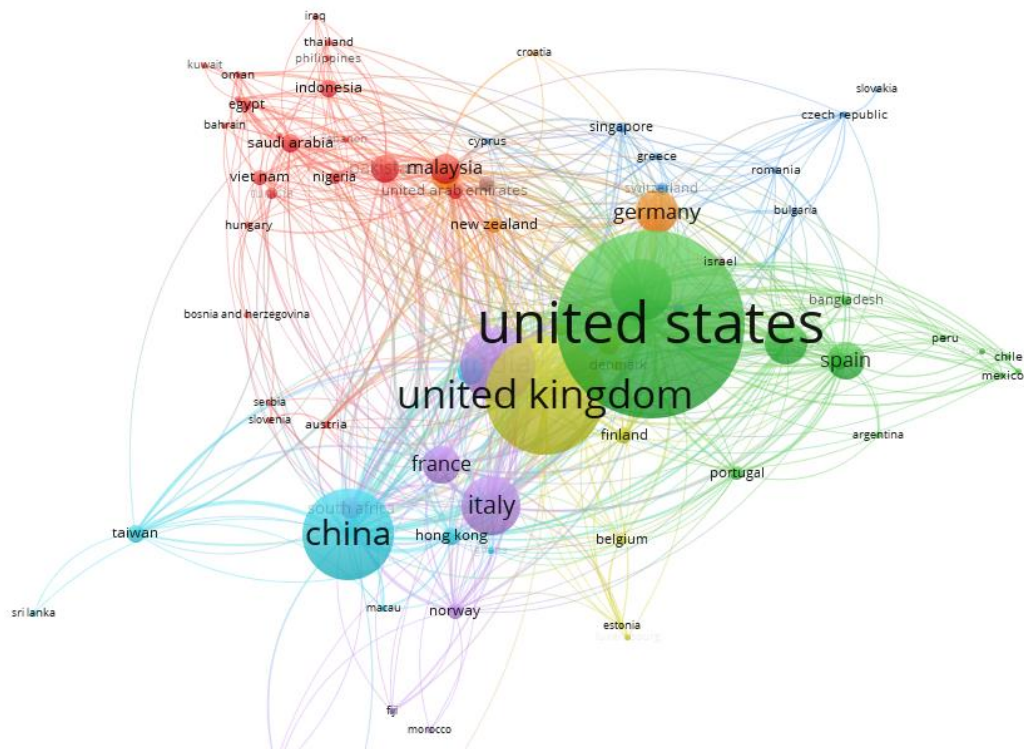 iraq
thailand
croatia
philippines
kuwait
oman
indonesia
slovakia
egypt
czech republic
bahrain
singapore
saudi arabia
lebanon
cyprus
greece
malaysia
romania
viet nam
nigeria
united arab emirates
switzerland
germany
bulgaria
hungary
new zealand
israel
bangladesh
bosnia and herzegovina
united states
peru
chile
spain
denmark
mexico
united kingdom
serbia
slovenia
austria
finland
argentina
france
portugal
south africa
italy
taiwan
china
hong kong
belgium
sri lanka
macau
norway
estonia
luxembourg
fiji
morocco